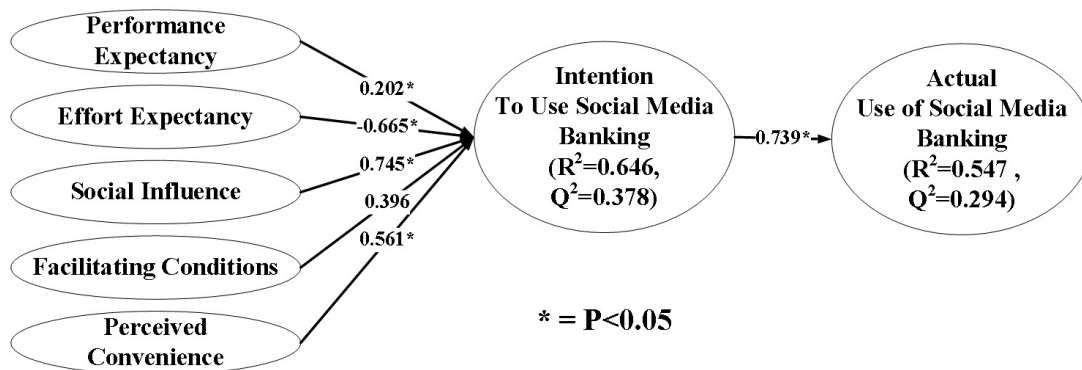 Performance
Expectancy
Effort Expectancy
Social Influence
Facilitating Conditions
Perceived
Convenience
0.202*
-0.665*
0.745*
0.396
0.561*
Intention
To Use Social Media
Banking
(R²=0.646,
Q²=0.378)
0.739*
Actual
Use of Social Media
Banking
(R²=0.547 ,
Q²=0.294)
* = P<0.05